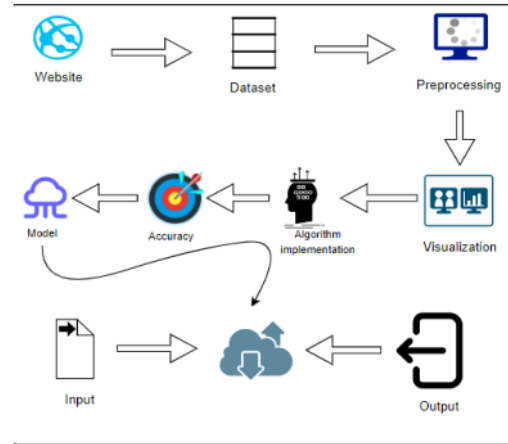 Website
Dataset
Preprocessing
Model
Accuracy
Algorithm
implementation
Visualization
Input
Output